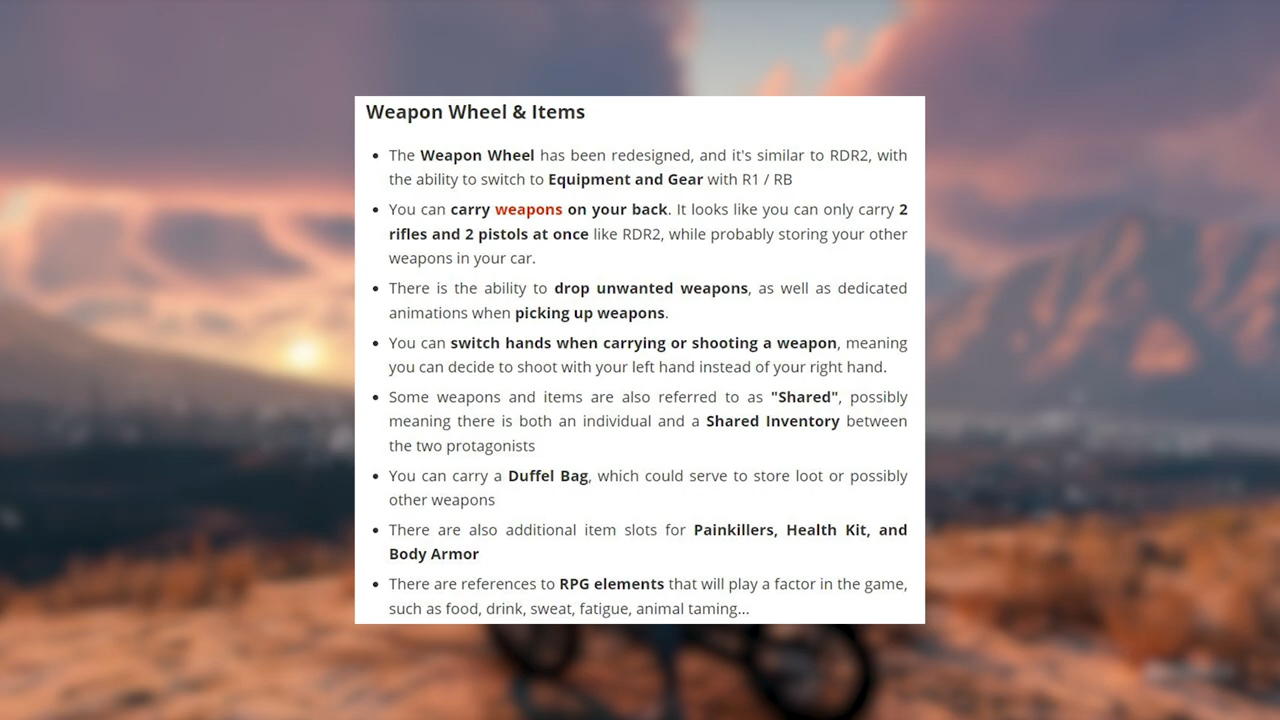 Weapon Wheel & Items
The Weapon Wheel has been redesigned, and it's similar to RDR2, with
the ability to switch to Equipment and Gear with R1 / RB
You can carry weapons on your back. It looks like you can only carry 2
rifles and 2 pistols at once like RDR2, while probably storing your other
weapons in your car.
There is the ability to drop unwanted weapons, as well as dedicated
animations when picking up weapons.
You can switch hands when carrying or shooting a weapon, meaning
you can decide to shoot with your left hand instead of your right hand.
Some weapons and items are also referred to as "Shared", possibly
meaning there is both an individual and a Shared Inventory between
the two protagonists
You can carry a Duffel Bag, which could serve to store loot or possibly
other weapons
There are also additional item slots for Painkillers, Health Kit, and
Body Armor
There are references to RPG elements that will play a factor in the game,
such as food, drink, sweat, fatigue, animal taming...